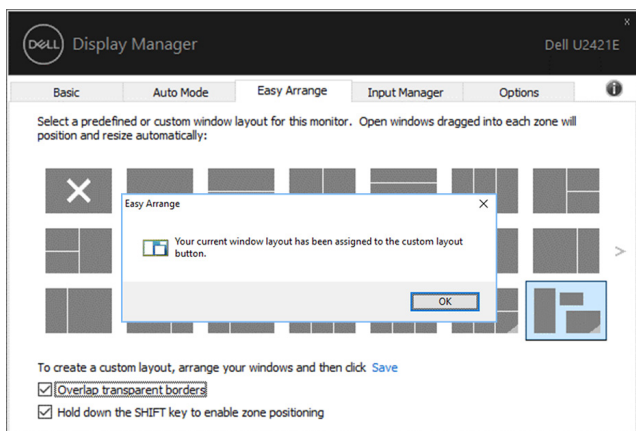 x
DELL Display Manager
Dell U2421E
Basic Auto Mode Easy Arrange Input Manager Options i
Select a predefined or custom window layout for this monitor. Open windows dragged into each zone will
position and resize automatically:
Easy Arrange
Your current window layout has been assigned to the custom layout
button.
OK
>
To create a custom layout, arrange your windows and then click Save
Overlap transparent borders
Hold down the SHIFT key to enable zone positioning